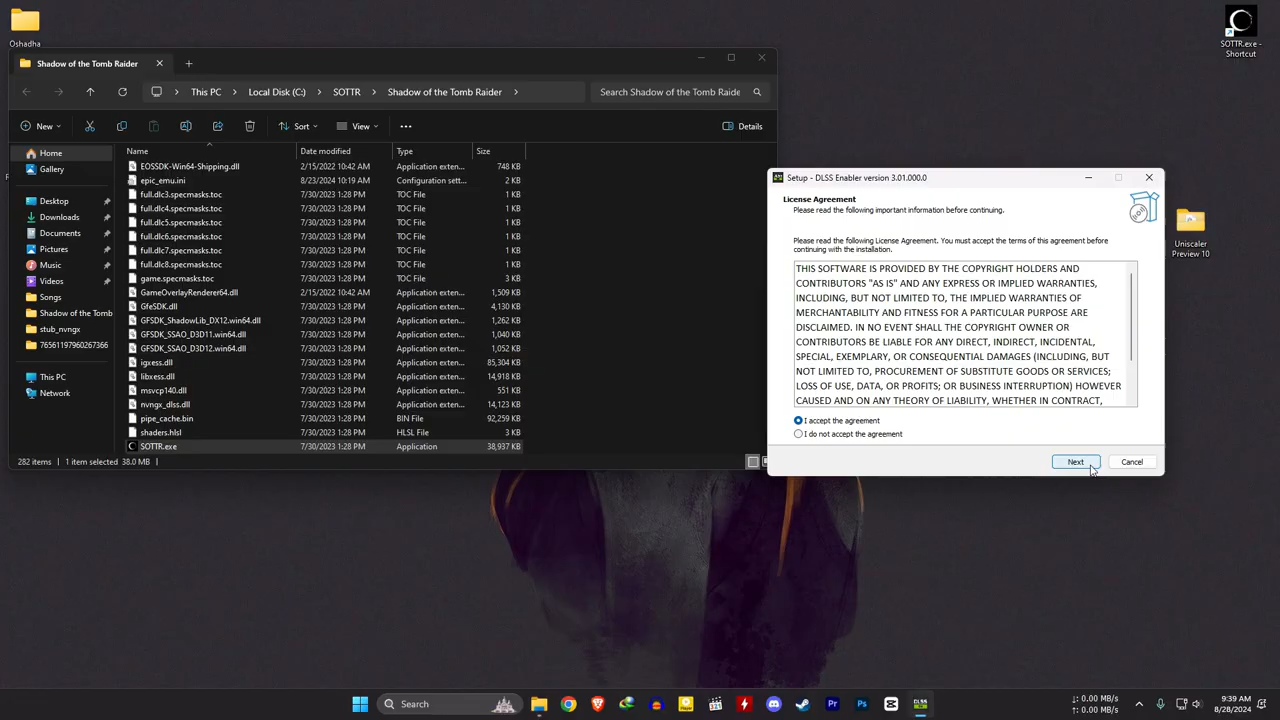 Oshadha
SOTTR.exe -
Shortcut
Shadow of the Tomb Raider
This PC
Local Disk (C:)
SOTTR
Shadow of the Tomb Raider
Search Shadow of the Tomb Raide
New
Sort
View
Details
Home
Gallery
Desktop
Downloads
Documents
Pictures
Music
Videos
Songs
Shadow of the Tomb
stub_nvngx
76561197960267366
This PC
Network
Name Date modified Type Size
EOSSDK-Win64-Shipping.dll 2/15/2022 10:42 AM Application exten... 748 KB
epic_emu.ini 8/23/2024 10:19 AM Configuration sett... 2 KB
full.dlc3.specmasks.toc 7/30/2023 1:28 PM TOC File 1 KB
full.dlc4.specmasks.toc 7/30/2023 1:28 PM TOC File 1 KB
full.dlc5.specmasks.toc 7/30/2023 1:28 PM TOC File 1 KB
full.dlc6.specmasks.toc 7/30/2023 1:28 PM TOC File 1 KB
full.dlc7.specmasks.toc 7/30/2023 1:28 PM TOC File 1 KB
full.dlc8.specmasks.toc 7/30/2023 1:28 PM TOC File 1 KB
game.specmasks.toc 7/30/2023 1:28 PM TOC File 3 KB
GameOverlayRenderer64.dll 2/15/2022 10:42 AM Application exten... 1,509 KB
GfeSDK.dll 7/30/2023 1:28 PM Application exten... 4,130 KB
GFSDK_ShadowLib_DX12.win64.dll 7/30/2023 1:28 PM Application exten... 1,262 KB
GFSDK_SSAO_D3D11.win64.dll 7/30/2023 1:28 PM Application exten... 1,040 KB
GFSDK_SSAO_D3D12.win64.dll 7/30/2023 1:28 PM Application exten... 1,052 KB
igxess.dll 7/30/2023 1:28 PM Application exten... 85,304 KB
libxess.dll 7/30/2023 1:28 PM Application exten... 14,918 KB
msvcp140.dll 7/30/2023 1:28 PM Application exten... 551 KB
nvngx_dlss.dll 7/30/2023 1:28 PM Application exten... 14,123 KB
pipe_cache.bin 7/30/2023 1:28 PM BIN File 92,259 KB
shaders.hlsl 7/30/2023 1:28 PM HLSL File 3 KB
SOTTR.exe 7/30/2023 1:28 PM Application 38,937 KB
282 items 1 item selected 38.0 MB
Setup - DLSS Enabler version 3.01.000.0
License Agreement
Please read the following important information before continuing.
Please read the following License Agreement. You must accept the terms of this agreement before
continuing with the installation.
THIS SOFTWARE IS PROVIDED BY THE COPYRIGHT HOLDERS AND
CONTRIBUTORS "AS IS" AND ANY EXPRESS OR IMPLIED WARRANTIES,
INCLUDING, BUT NOT LIMITED TO, THE IMPLIED WARRANTIES OF
MERCHANTABILITY AND FITNESS FOR A PARTICULAR PURPOSE ARE
DISCLAIMED. IN NO EVENT SHALL THE COPYRIGHT OWNER OR
CONTRIBUTORS BE LIABLE FOR ANY DIRECT, INDIRECT, INCIDENTAL,
SPECIAL, EXEMPLARY, OR CONSEQUENTIAL DAMAGES (INCLUDING, BUT
NOT LIMITED TO, PROCUREMENT OF SUBSTITUTE GOODS OR SERVICES;
LOSS OF USE, DATA, OR PROFITS; OR BUSINESS INTERRUPTION) HOWEVER
CAUSED AND ON ANY THEORY OF LIABILITY, WHETHER IN CONTRACT,
I accept the agreement
I do not accept the agreement
Next
Cancel
Uniscaler
Preview 10
Search
Pr
Ps
DLSS
↓: 0.00 MB/s
↑: 0.00 MB/s
9:39 AM
8/28/2024